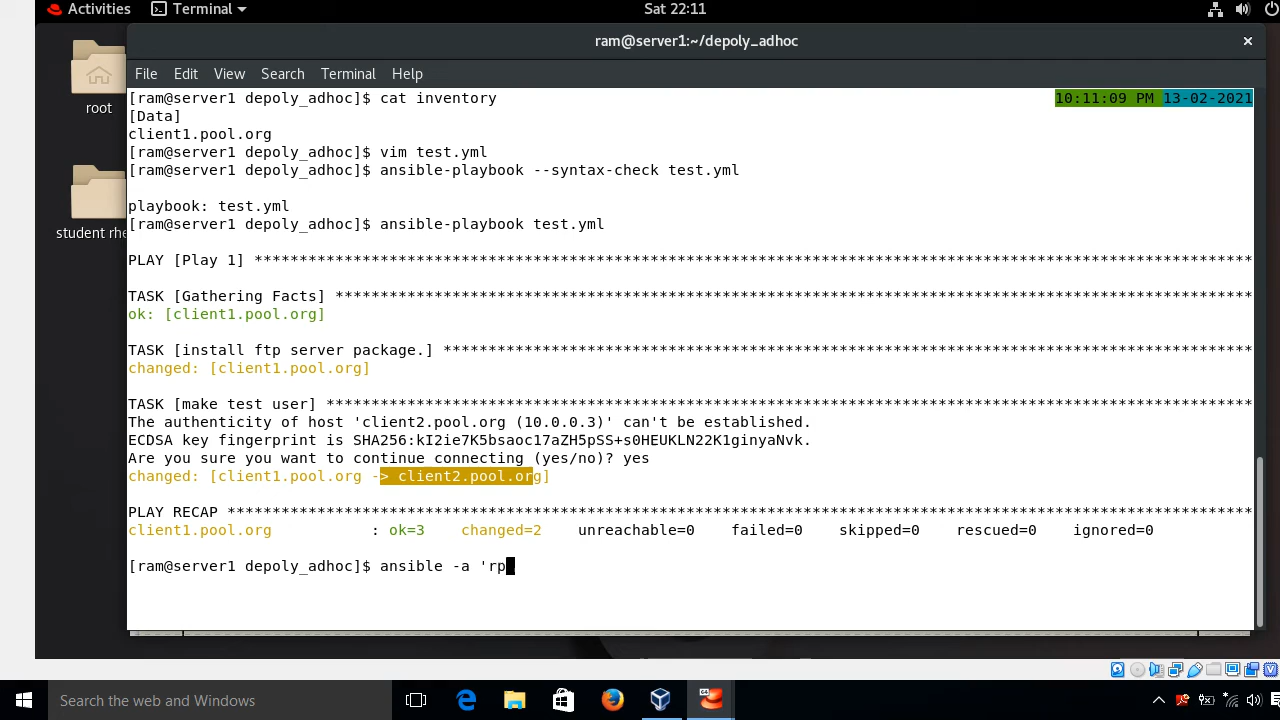 Activities Terminal Sat 22:11
ram@server1:~/depoly_adhoc ×
File Edit View Search Terminal Help
root
student rhe
[ram@server1 depoly_adhoc]$ cat inventory 10:11:09 PM 13-02-2021
[Data]
client1.pool.org
[ram@server1 depoly_adhoc]$ vim test.yml
[ram@server1 depoly_adhoc]$ ansible-playbook --syntax-check test.yml
playbook: test.yml
[ram@server1 depoly_adhoc]$ ansible-playbook test.yml
PLAY [Play 1] ***************************************************************************************************************
TASK [Gathering Facts] ******************************************************************************************************
ok: [client1.pool.org]
TASK [install ftp server package.] ******************************************************************************************
changed: [client1.pool.org]
TASK [make test user] *******************************************************************************************************
The authenticity of host 'client2.pool.org (10.0.0.3)' can't be established.
ECDSA key fingerprint is SHA256:kI2ie7K5bsaoc17aZH5pSS+s0HEUKLN22K1ginyaNvk.
Are you sure you want to continue connecting (yes/no)? yes
changed: [client1.pool.org -> client2.pool.org]
PLAY RECAP ******************************************************************************************************************
client1.pool.org : ok=3 changed=2 unreachable=0 failed=0 skipped=0 rescued=0 ignored=0
[ram@server1 depoly_adhoc]$ ansible -a 'rp
Search the web and Windows